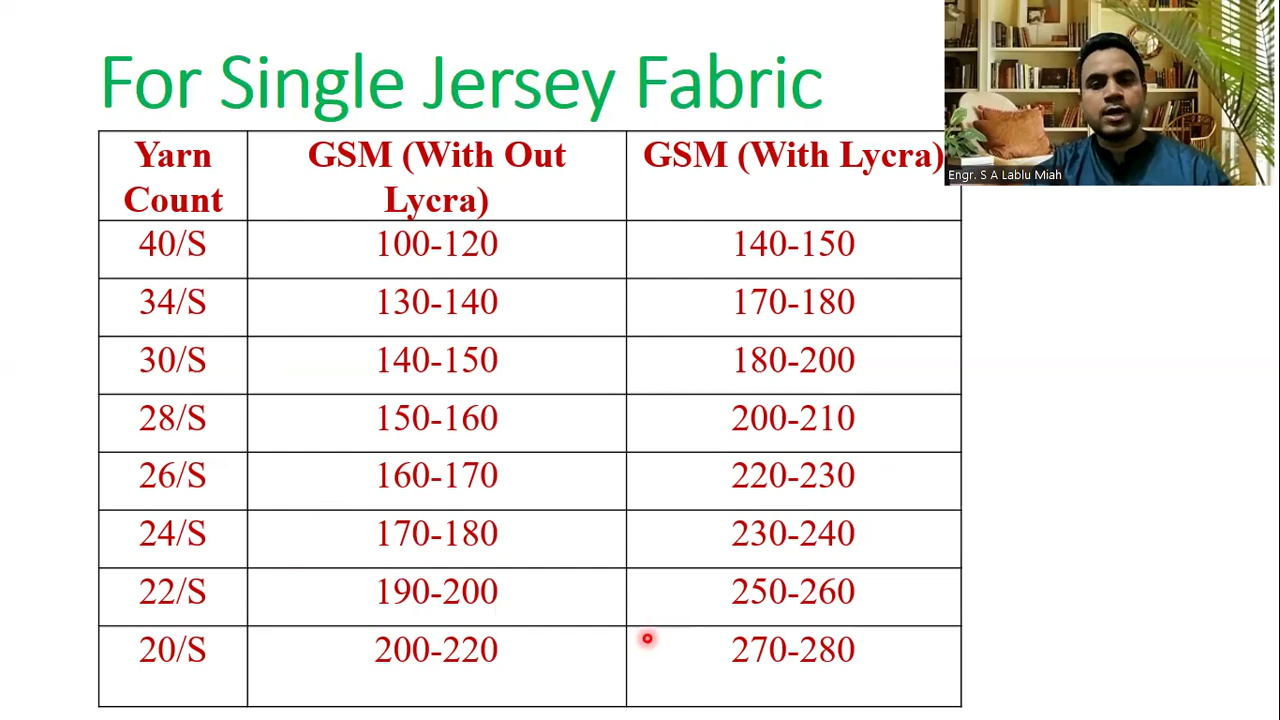 For Single Jersey Fabric
Yarn Count GSM (With Out Lycra) GSM (With Lycra)
40/S 100-120 140-150
34/S 130-140 170-180
30/S 140-150 180-200
28/S 150-160 200-210
26/S 160-170 220-230
24/S 170-180 230-240
22/S 190-200 250-260
20/S 200-220 270-280
Engr. S A Lablu Miah